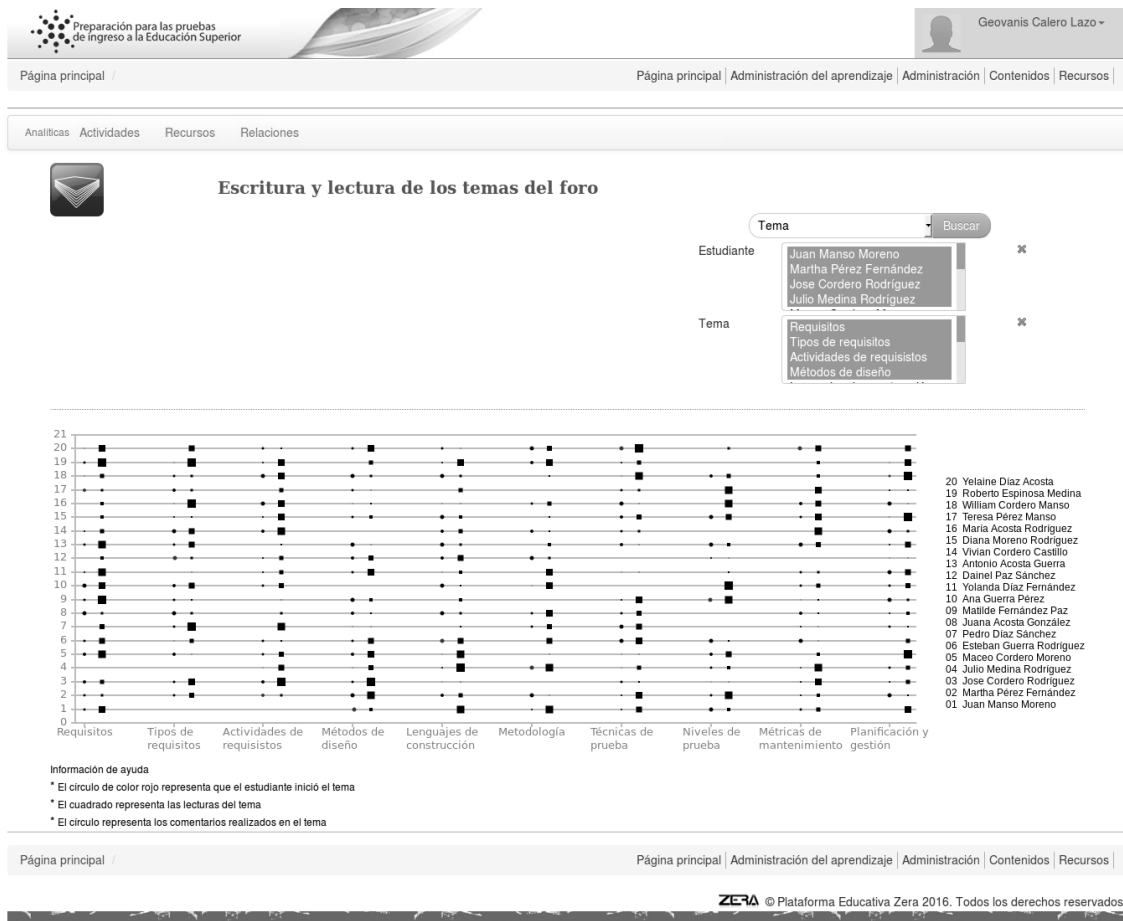 Preparación para las pruebas
de ingreso a la Educación Superior
Geovanis Calero Lazo
Página principal /
Página principal | Administración del aprendizaje | Administración | Contenidos | Recursos |
Analíticas Actividades Recursos Relaciones
Escritura y lectura de los temas del foro
Tema
Buscar
Estudiante
Juan Manso Moreno
Martha Pérez Fernández
Jose Cordero Rodríguez
Julio Medina Rodríguez
Tema
Requisitos
Tipos de requisitos
Actividades de requisistos
Métodos de diseño
21
20
19
18
17
16
15
14
13
12
11
10
9
8
7
6
5
4
3
2
1
0
Requisitos
Tipos de
requisitos
Actividades de
requisistos
Métodos de
diseño
Lenguajes de
construcción
Metodología
Técnicas de
prueba
Niveles de
prueba
Métricas de
mantenimiento
Planificación y
gestión
20 Yelaine Díaz Acosta
19 Roberto Espinosa Medina
18 William Cordero Manso
17 Teresa Pérez Manso
16 María Acosta Rodríguez
15 Diana Moreno Rodríguez
14 Vivian Cordero Castillo
13 Antonio Acosta Guerra
12 Dainel Paz Sánchez
11 Yolanda Díaz Fernández
10 Ana Guerra Pérez
09 Matilde Fernández Paz
08 Juana Acosta González
07 Pedro Díaz Sánchez
06 Esteban Guerra Rodríguez
05 Maceo Cordero Moreno
04 Julio Medina Rodríguez
03 Jose Cordero Rodríguez
02 Martha Pérez Fernández
01 Juan Manso Moreno
Información de ayuda
* El círculo de color rojo representa que el estudiante inició el tema
* El cuadrado representa las lecturas del tema
* El círculo representa los comentarios realizados en el tema
Página principal /
Página principal | Administración del aprendizaje | Administración | Contenidos | Recursos |
ZERA © Plataforma Educativa Zera 2016. Todos los derechos reservados